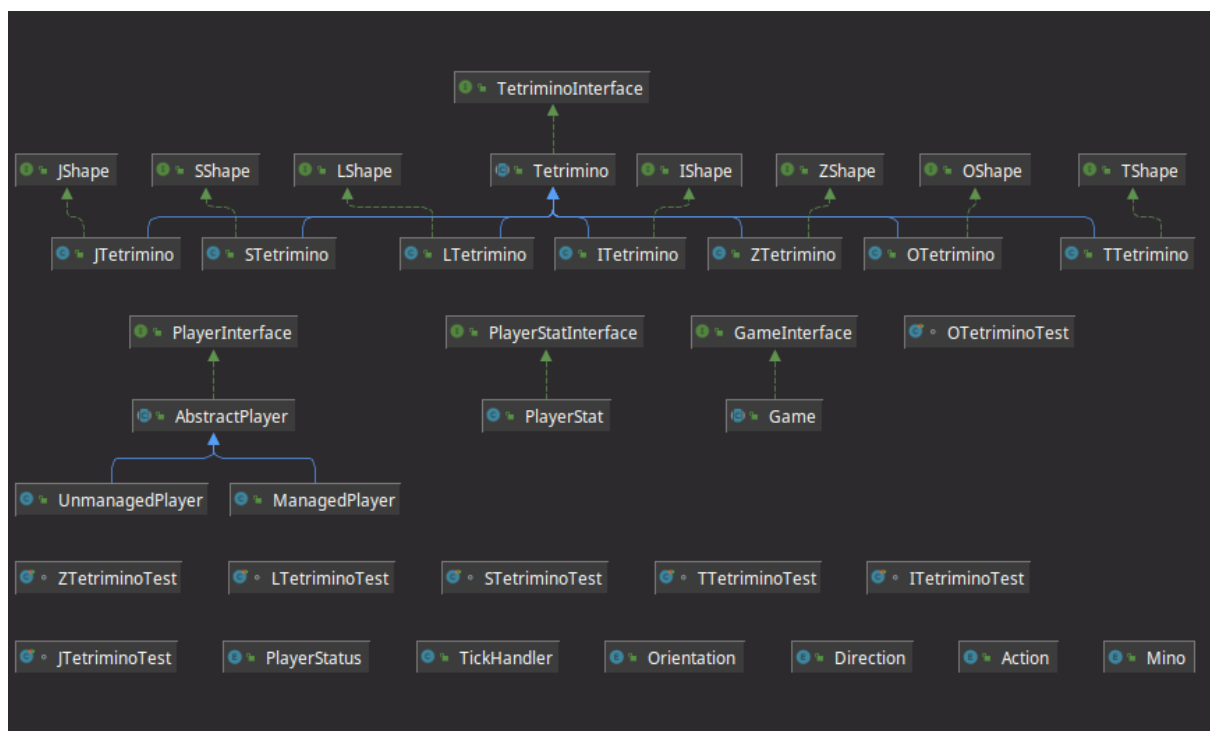 TetriminoInterface
JShape SShape LShape Tetrimino IShape ZShape OShape TShape
JTetrimino STetrimino LTetrimino ITetrimino ZTetrimino OTetrimino TTetrimino
PlayerInterface PlayerStatInterface GameInterface OTetriminoTest
AbstractPlayer PlayerStat Game
UnmanagedPlayer ManagedPlayer
ZTetriminoTest LTetriminoTest STetriminoTest TTetriminoTest ITetriminoTest
JTetriminoTest PlayerStatus TickHandler Orientation Direction Action Mino